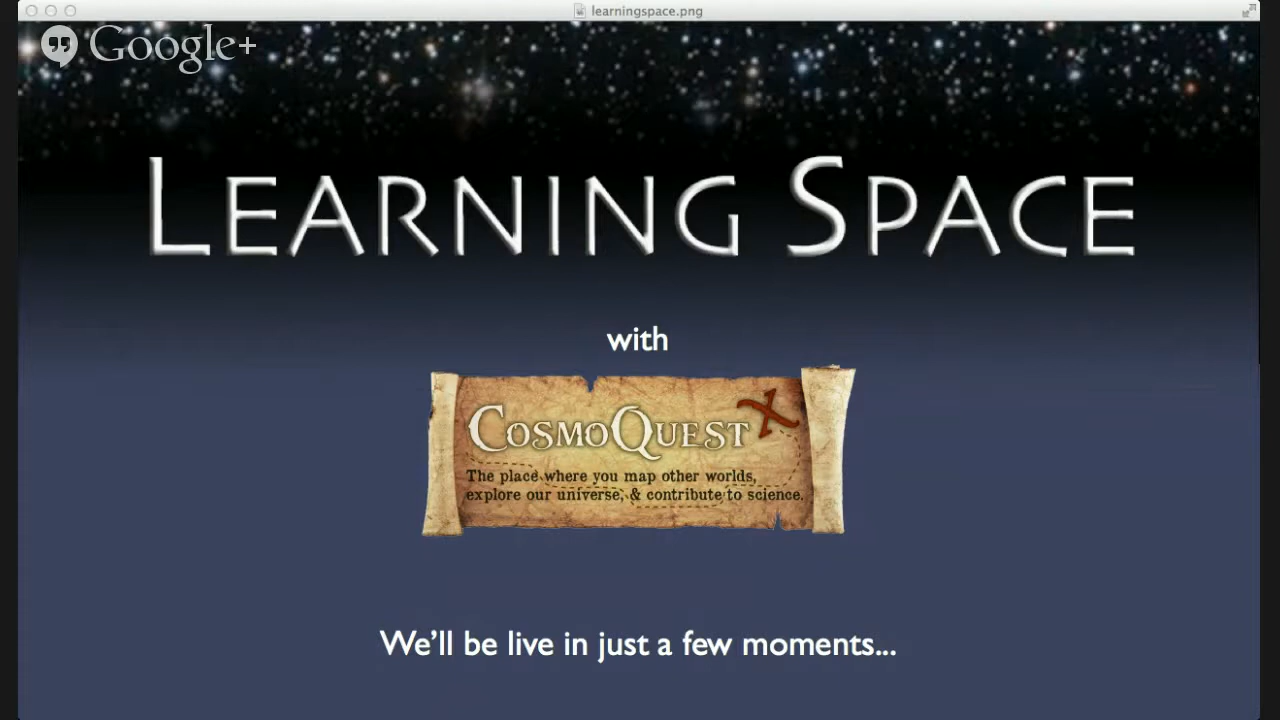 learningspace.png
Google+
LEARNING SPACE
with
COSMOQUEST X
The place where you map other worlds,
explore our universe, & contribute to science.
We'll be live in just a few moments...